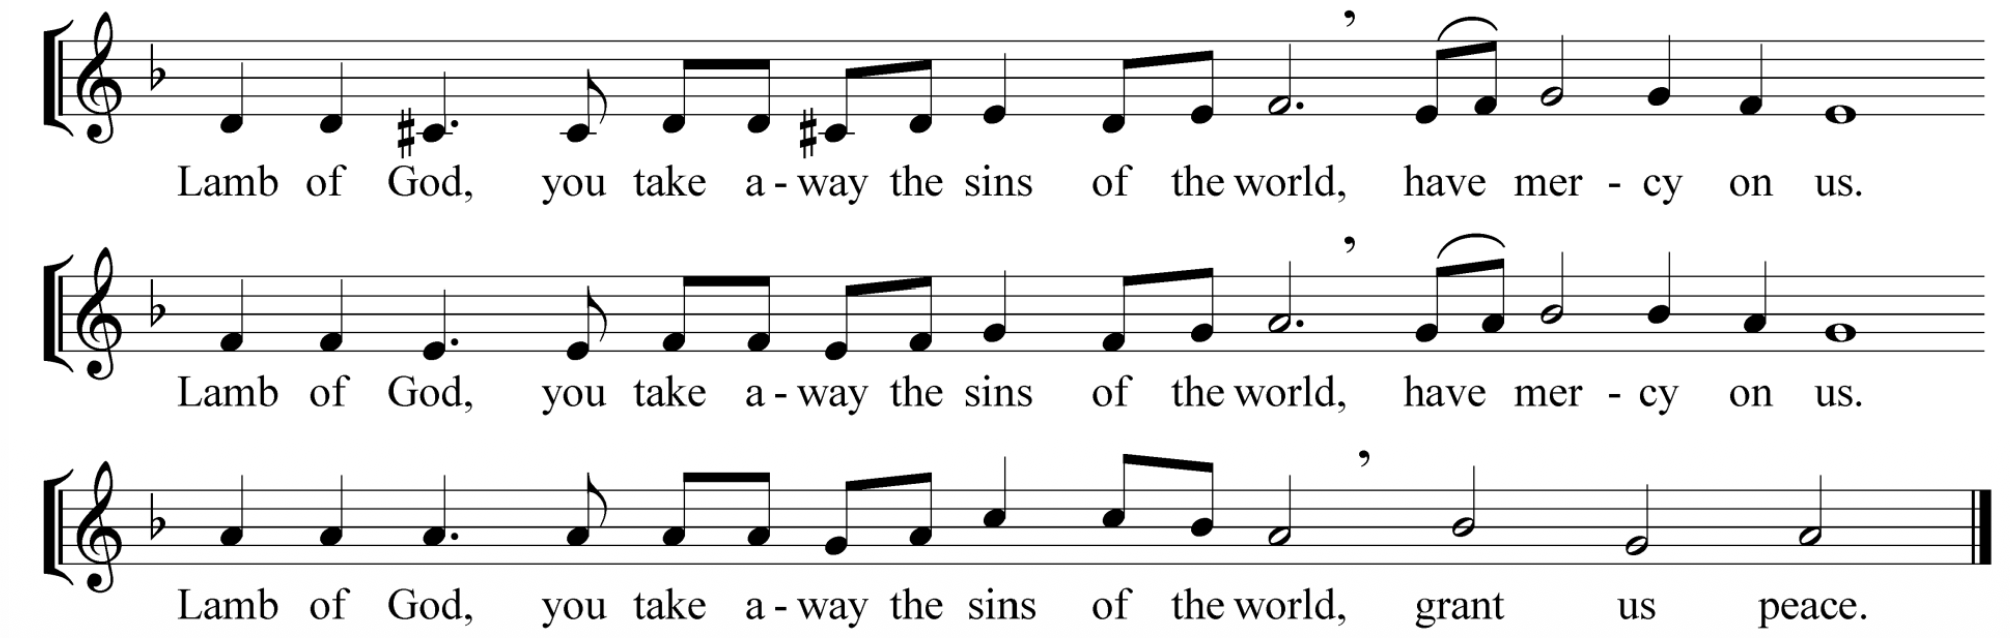 Lamb of God, you take a - way the sins of the world, have mer - cy on us.
Lamb of God, you take a - way the sins of the world, have mer - cy on us.
Lamb of God, you take a - way the sins of the world, grant us peace.